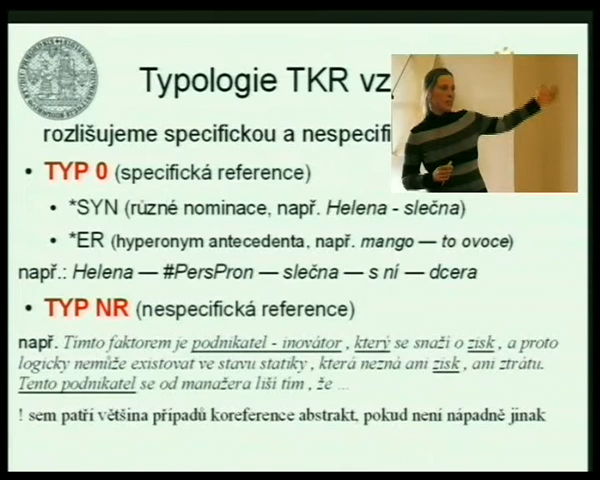 Typologie TKR vz
rozlišujeme specifickou a nespecifi
• TYP 0 (specifická reference)
• *SYN (různé nominace, např. Helena - slečna)
• *ER (hyperonym antecedenta, např. mango — to ovoce)
např.: Helena — #PersPron — slečna — s ní — dcera
• TYP NR (nespecifická reference)
např. Tímto faktorem je podnikatel - inovátor , který se snaží o zisk , a proto
logicky nemůže existovat ve stavu statiky , která nezná ani zisk , ani ztrátu.
Tento podnikatel se od manažera liší tím , že ...
! sem patří většina případů koreference abstrakt, pokud není nápadně jinak